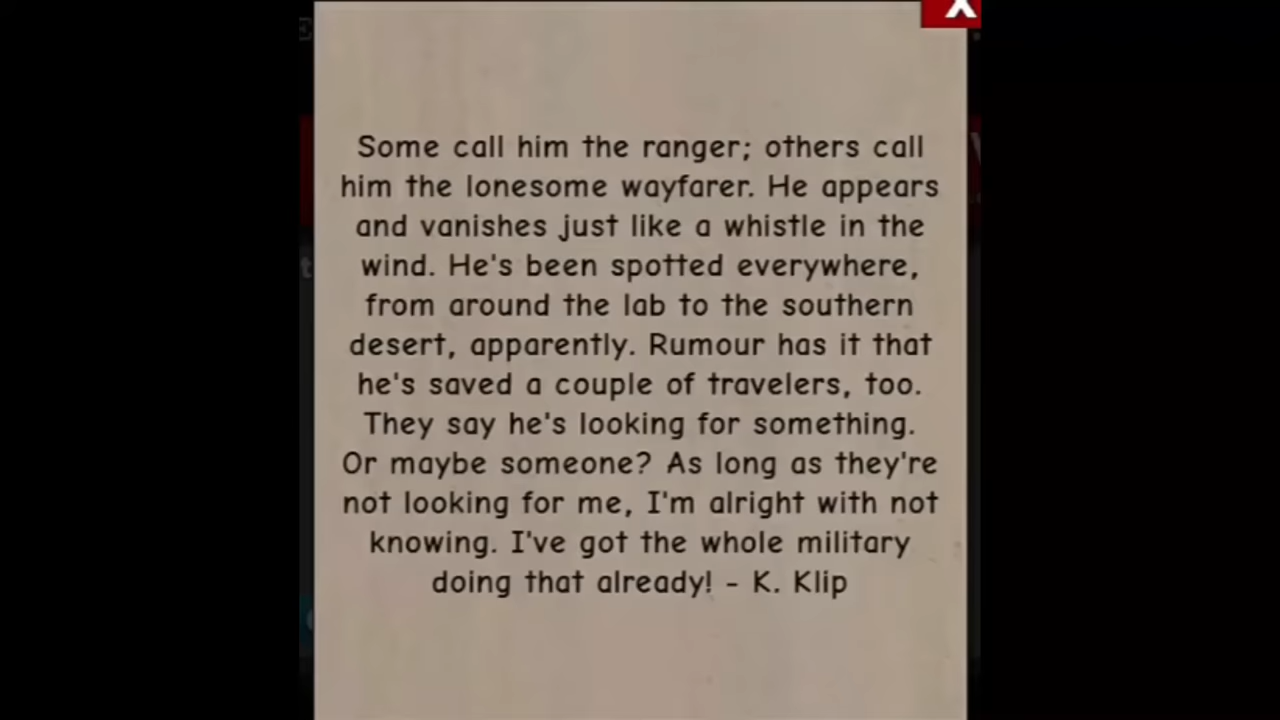 X
Some call him the ranger; others call
him the lonesome wayfarer. He appears
and vanishes just like a whistle in the
wind. He's been spotted everywhere,
from around the lab to the southern
desert, apparently. Rumour has it that
he's saved a couple of travelers, too.
They say he's looking for something.
Or maybe someone? As long as they're
not looking for me, I'm alright with not
knowing. I've got the whole military
doing that already! - K. Klip